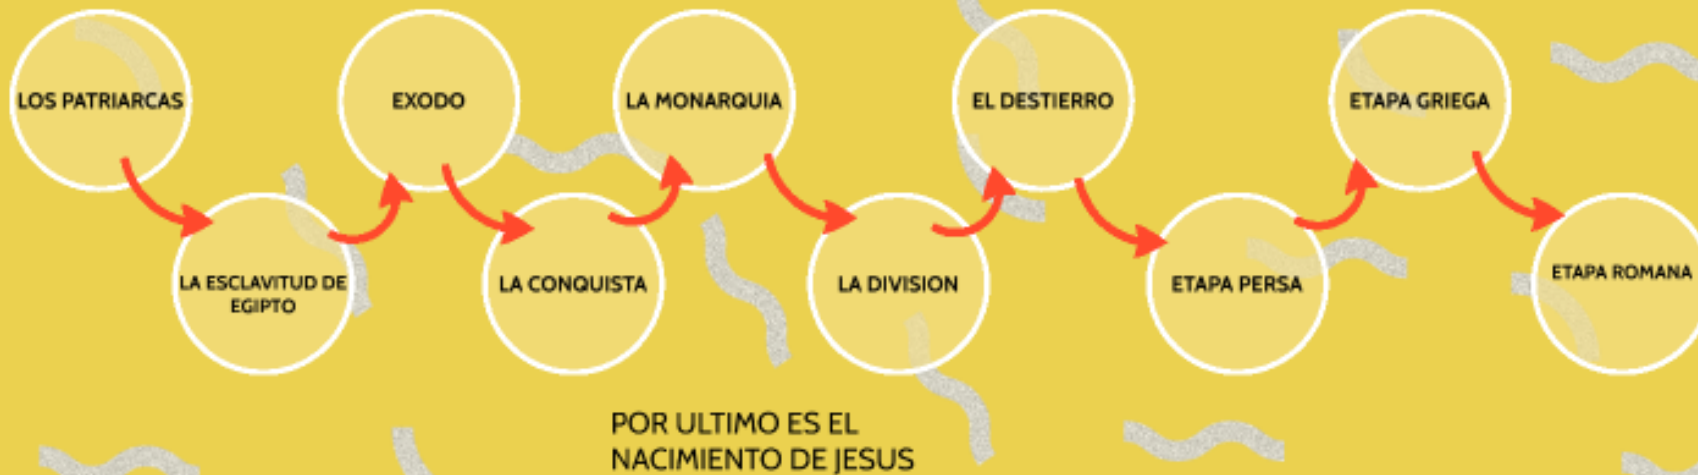 LOS PATRIARCAS
LA ESCLAVITUD DE
EGIPTO
EXODO
LA CONQUISTA
LA MONARQUIA
LA DIVISION
EL DESTIERRO
ETAPA PERSA
ETAPA GRIEGA
ETAPA ROMANA
POR ULTIMO ES EL
NACIMIENTO DE JESUS